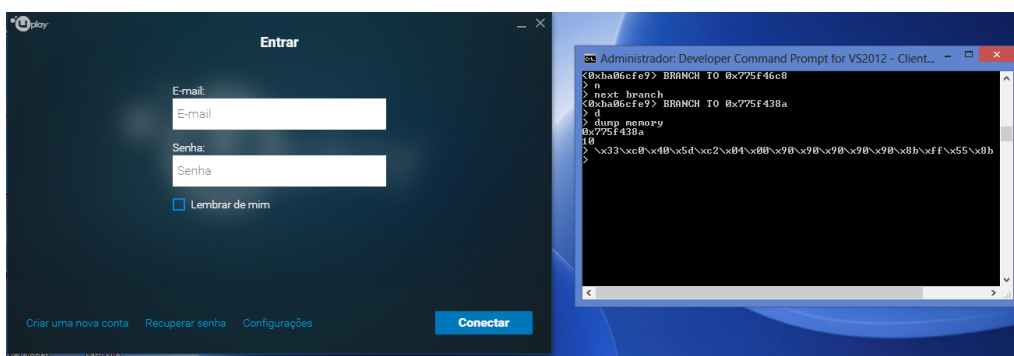 Uplay
Entrar
E-mail:
E-mail
Senha:
Senha
Lembrar de mim
Criar uma nova conta Recuperar senha Configurações Conectar
Administrador: Developer Command Prompt for VS2012 - Client...
<0xba06cfe9> BRANCH TO 0x775f46c8
> n
> next branch
<0xba06cfe9> BRANCH TO 0x775f438a
> d
> dump memory
0x775f438a
10
> \x33\xc0\x40\x5d\xc2\x04\x00\x90\x90\x90\x90\x90\x8b\xff\x55\x8b
>